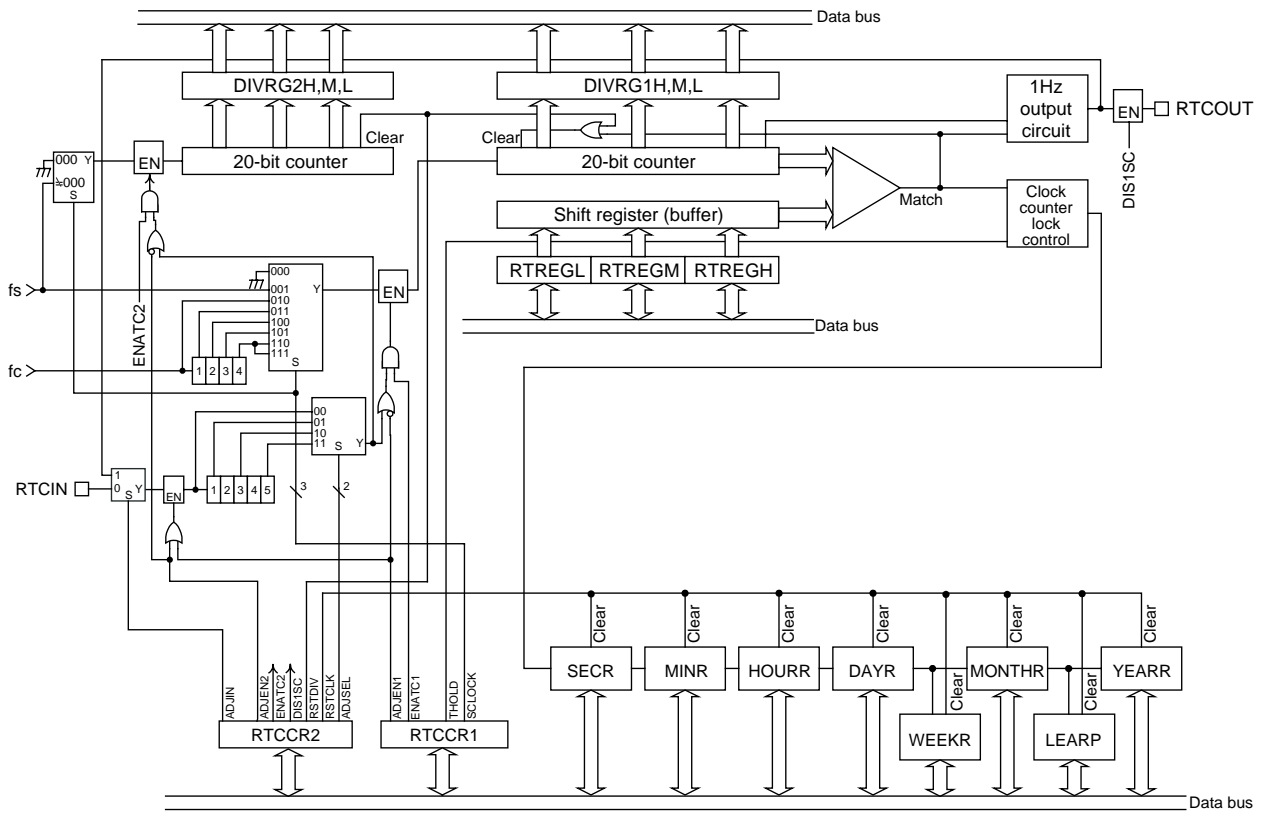 Data bus
DIVRG2H,M,L
DIVRG1H,M,L
1Hz
output
circuit
EN
RTCOUT
Clear
Clear
000 Y
≒000
S
EN
20-bit counter
20-bit counter
DIS1SC
Match
Shift register (buffer)
Clock
counter
lock
control
RTREGL
RTREGM
RTREGH
fs
000
001
010
011
100
101
110
111
Y
S
EN
ENATC2
Data bus
fc
1 2 3 4
00
01
10
11
S
Y
RTCIN
1
0
S
Y
EN
1 2 3 4 5
3
2
Clear
Clear
Clear
Clear
Clear
Clear
SECR
MINR
HOURR
DAYR
MONTHR
YEARR
Clear
Clear
WEEKR
LEARP
ADJIN
ADJEN2
ENATC2
DIS1SC
RSTDIV
RSTCLK
ADJSEL
ADJEN1
ENATC1
THOLD
SCLOCK
RTCCR2
RTCCR1
Data bus